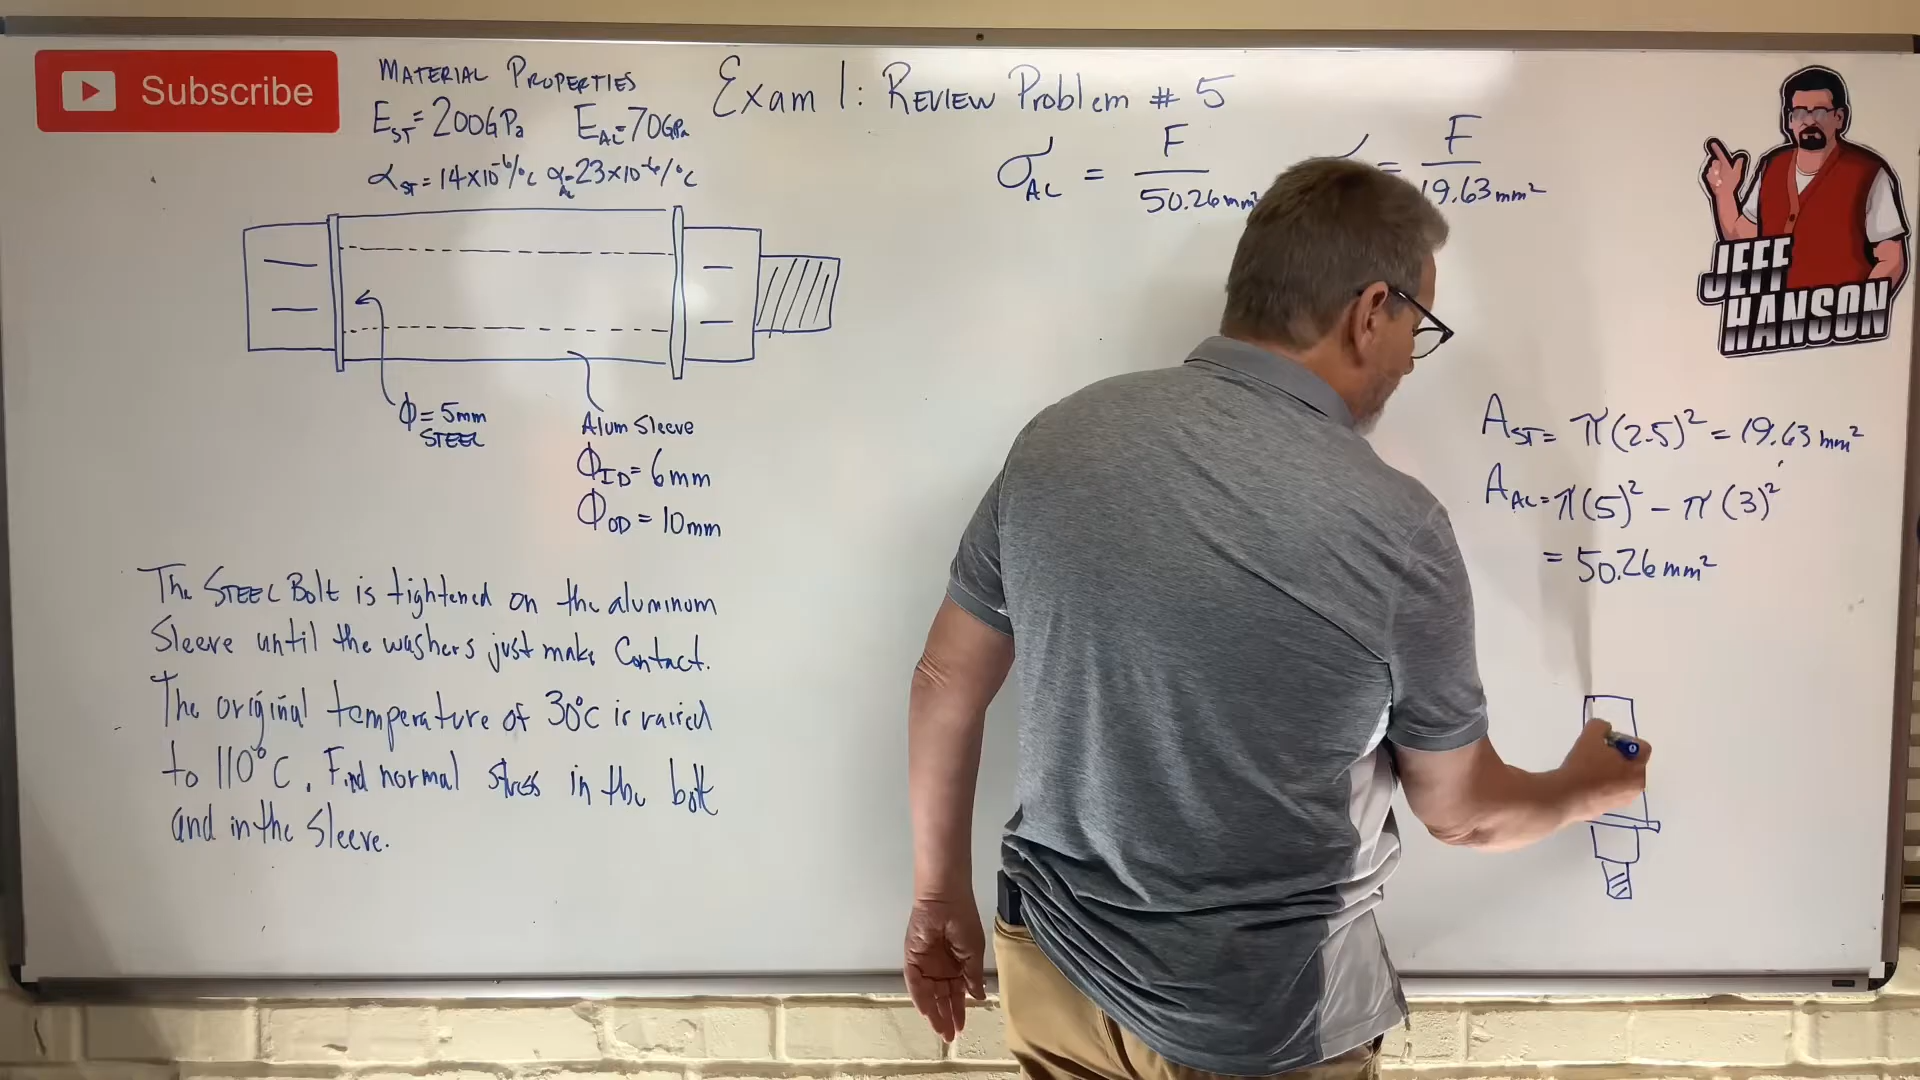 Subscribe
MATERIAL PROPERTIES
E_ST = 200GPa E_AL = 70GPa
α_ST = 14×10^-6/°C α_AL = 23×10^-6/°C
Exam 1: REVIEW Problem # 5
σ_AL = F / 50.26mm²
= F / 19.63mm²
JEFF
HANSON
ϕ = 5mm
STEEL
Alum Sleeve
ϕ_ID = 6mm
ϕ_OD = 10mm
A_ST = π(2.5)² = 19.63 mm²
A_AL = π(5)² - π(3)²
= 50.26 mm²
The STEEL Bolt is tightened on the aluminum
Sleeve until the washers just make Contact.
The original temperature of 30°C is raised
to 110°C. Find normal stress in the bolt
and in the Sleeve.